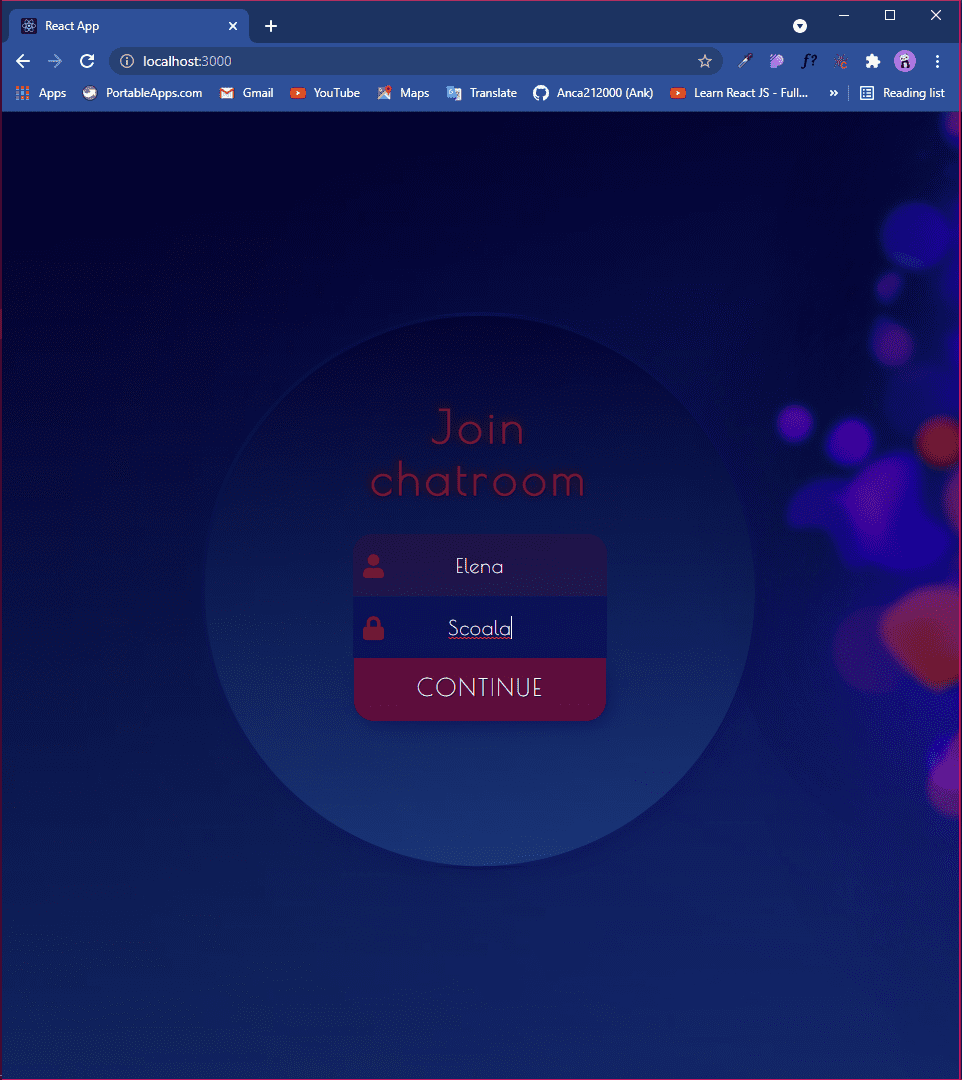 React App
localhost:3000
f?
Apps PortableApps.com Gmail YouTube Maps Translate Anca212000 (Ank) Learn React JS - Full... » Reading list
Join
chatroom
Elena
Scoala
CONTINUE